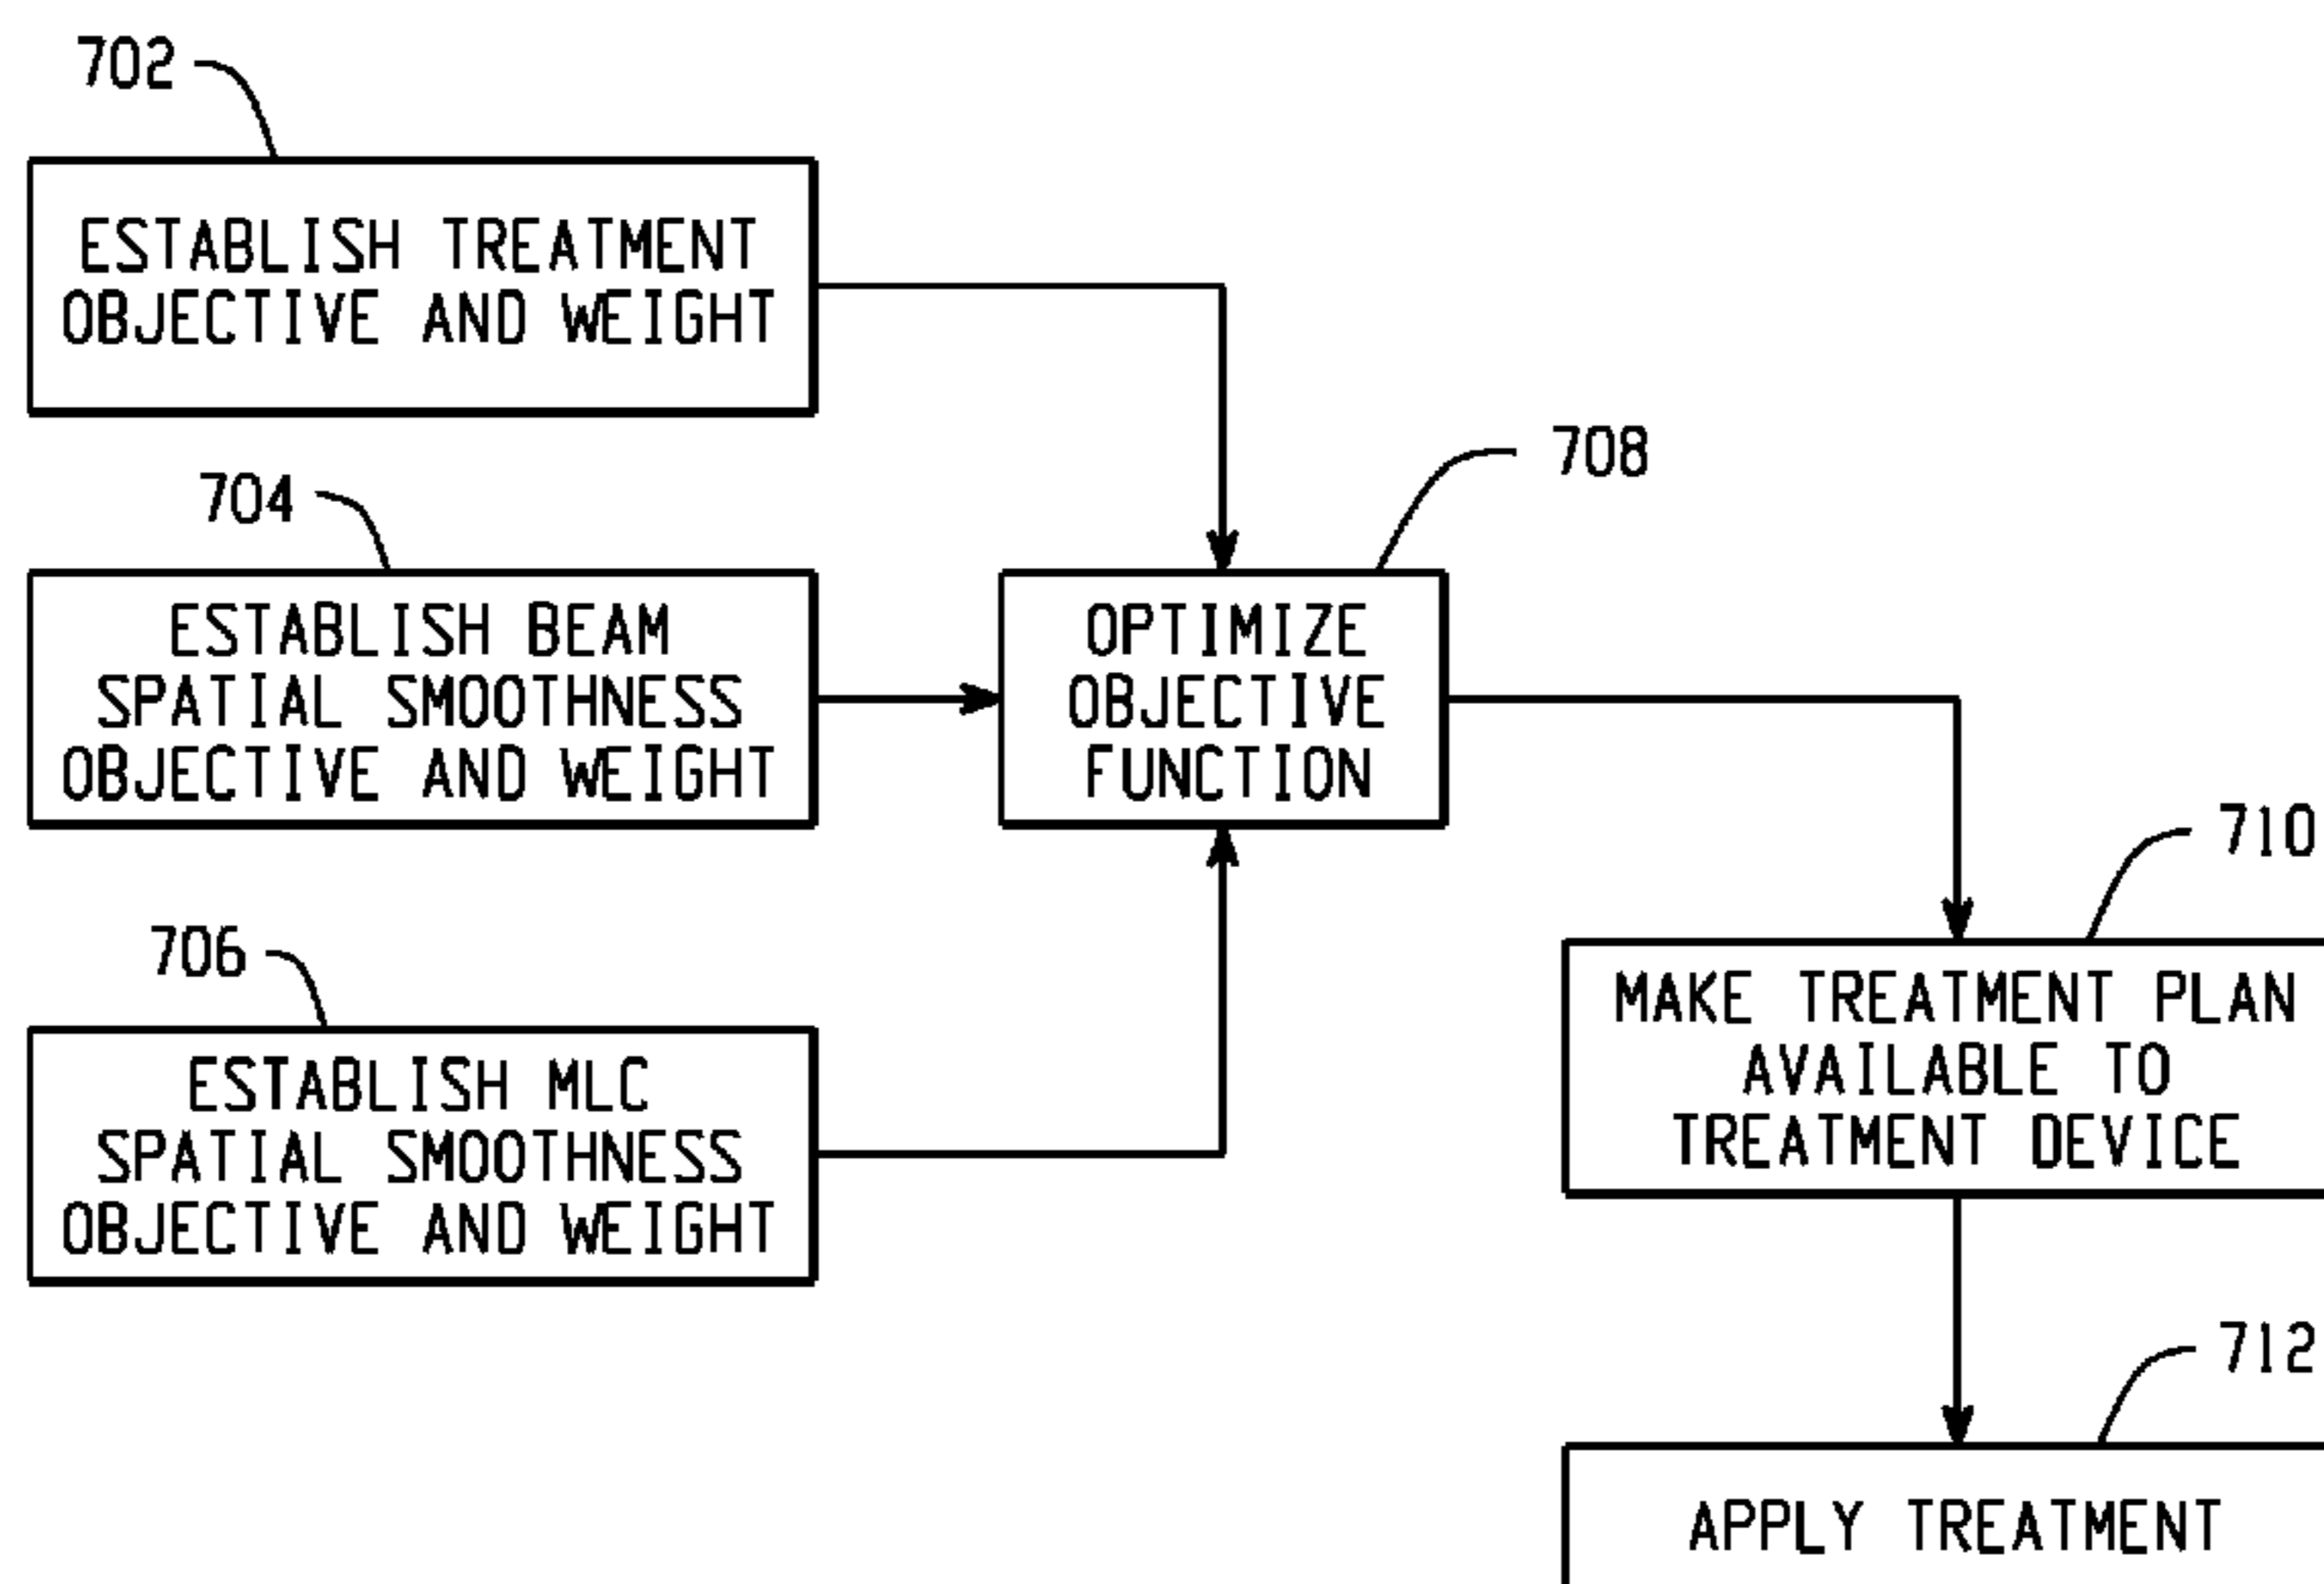 702
ESTABLISH TREATMENT
OBJECTIVE AND WEIGHT
704
ESTABLISH BEAM
SPATIAL SMOOTHNESS
OBJECTIVE AND WEIGHT
706
ESTABLISH MLC
SPATIAL SMOOTHNESS
OBJECTIVE AND WEIGHT
708
OPTIMIZE
OBJECTIVE
FUNCTION
710
MAKE TREATMENT PLAN
AVAILABLE TO
TREATMENT DEVICE
712
APPLY TREATMENT